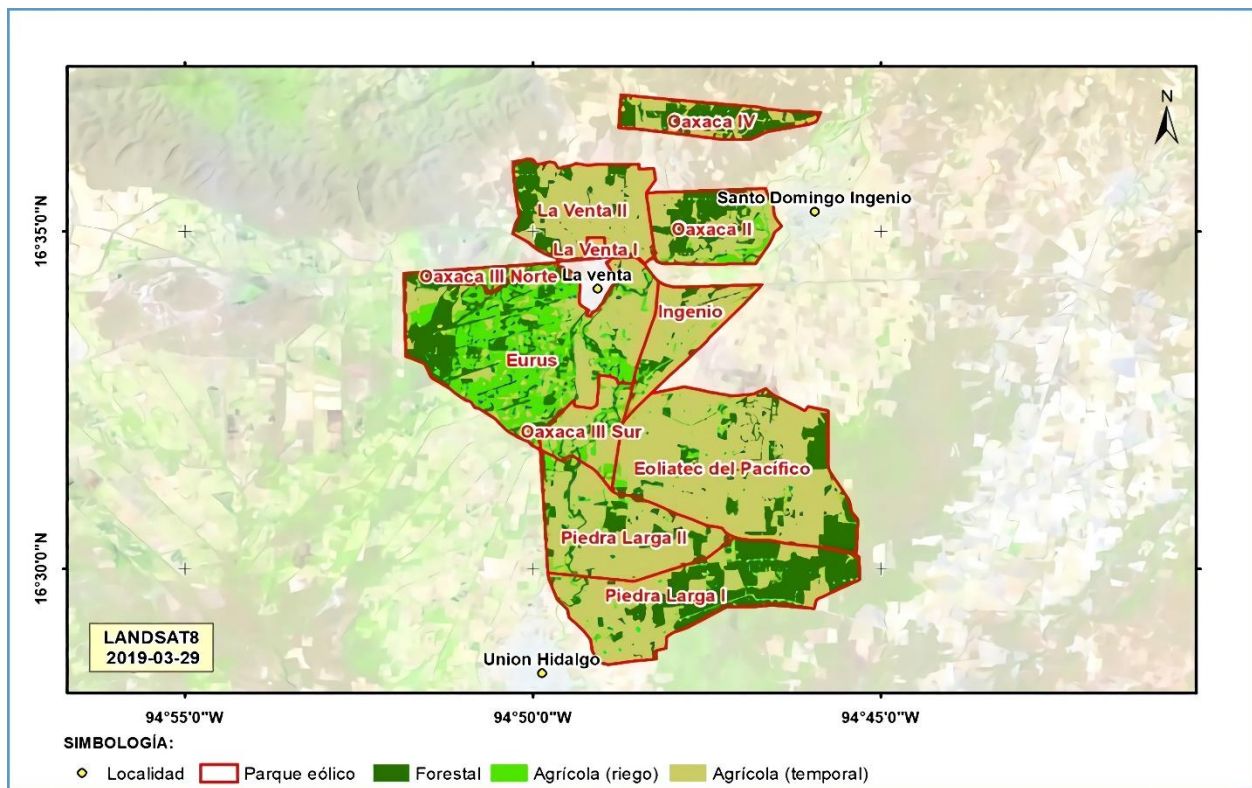 N
Oaxaca IV
Santo Domingo Ingenio
La Venta II
Oaxaca II
16°35'0"N
La Venta I
Oaxaca III Norte
La venta
Ingenio
Eurus
Oaxaca III Sur
Eoliatec del Pacífico
Piedra Larga II
16°30'0"N
Piedra Larga I
LANDSAT8
2019-03-29
Union Hidalgo
94°55'0"W
94°50'0"W
94°45'0"W
SIMBOLOGÍA:
Localidad Parque eólico Forestal Agrícola (riego) Agrícola (temporal)